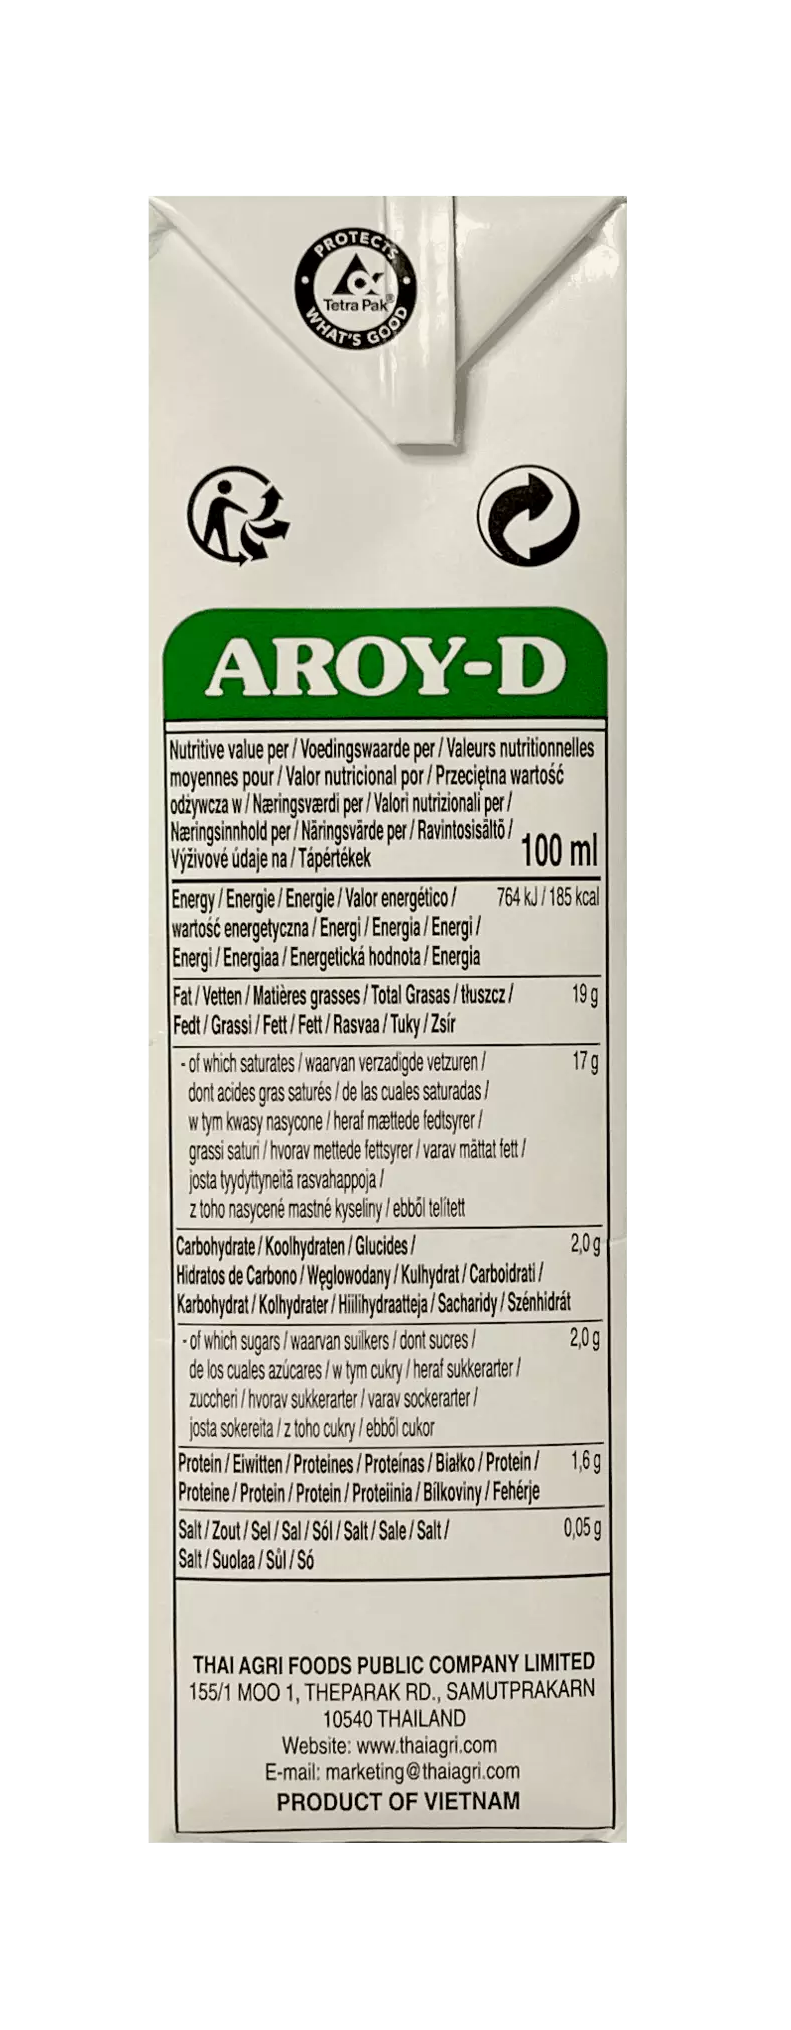 PROTECTS
Tetra Pak®
WHAT'S GOOD
AROY-D
Nutritive value per / Voedingswaarde per / Valeurs nutritionnelles
moyennes pour / Valor nutricional por / Przeciętna wartość
odżywcza w / Næringsværdi per / Valori nutrizionali per /
Næringsinnhold per / Näringsvärde per / Ravintosisältö /
Výživové údaje na / Tápértékek
100 ml
Energy / Energie / Energie / Valor energético / 764 kJ / 185 kcal
wartość energetyczna / Energi / Energia / Energi /
Energi / Energiaa / Energetická hodnota / Energia
Fat / Vetten / Matières grasses / Total Grasas / tłuszcz / 19 g
Fedt / Grassi / Fett / Fett / Rasvaa / Tuky / Zsír
- of which saturates / waarvan verzadigde vetzuren / 17 g
dont acides gras saturés / de las cuales saturadas /
w tym kwasy nasycone / heraf mættede fedtsyrer /
grassi saturi / hvorav mettede fettsyrer / varav mättat fett /
josta tyydyttyneitä rasvahappoja /
z toho nasycené mastné kyseliny / ebből telített
Carbohydrate / Koolhydraten / Glucides / 2,0 g
Hidratos de Carbono / Węglowodany / Kulhydrat / Carboidrati /
Karbohydrat / Kolhydrater / Hiilihydraatteja / Sacharidy / Szénhidrát
- of which sugars / waarvan suilkers / dont sucres / 2,0 g
de los cuales azúcares / w tym cukry / heraf sukkerarter /
zuccheri / hvorav sukkerarter / varav sockerarter /
josta sokereita / z toho cukry / ebből cukor
Protein / Eiwitten / Proteines / Proteínas / Białko / Protein / 1,6 g
Proteine / Protein / Protein / Proteiinia / Bílkoviny / Fehérje
Salt / Zout / Sel / Sal / Sól / Salt / Sale / Salt / 0,05 g
Salt / Suolaa / Sůl / Só
THAI AGRI FOODS PUBLIC COMPANY LIMITED
155/1 MOO 1, THEPARAK RD., SAMUTPRAKARN
10540 THAILAND
Website: www.thaiagri.com
E-mail: marketing@thaiagri.com
PRODUCT OF VIETNAM